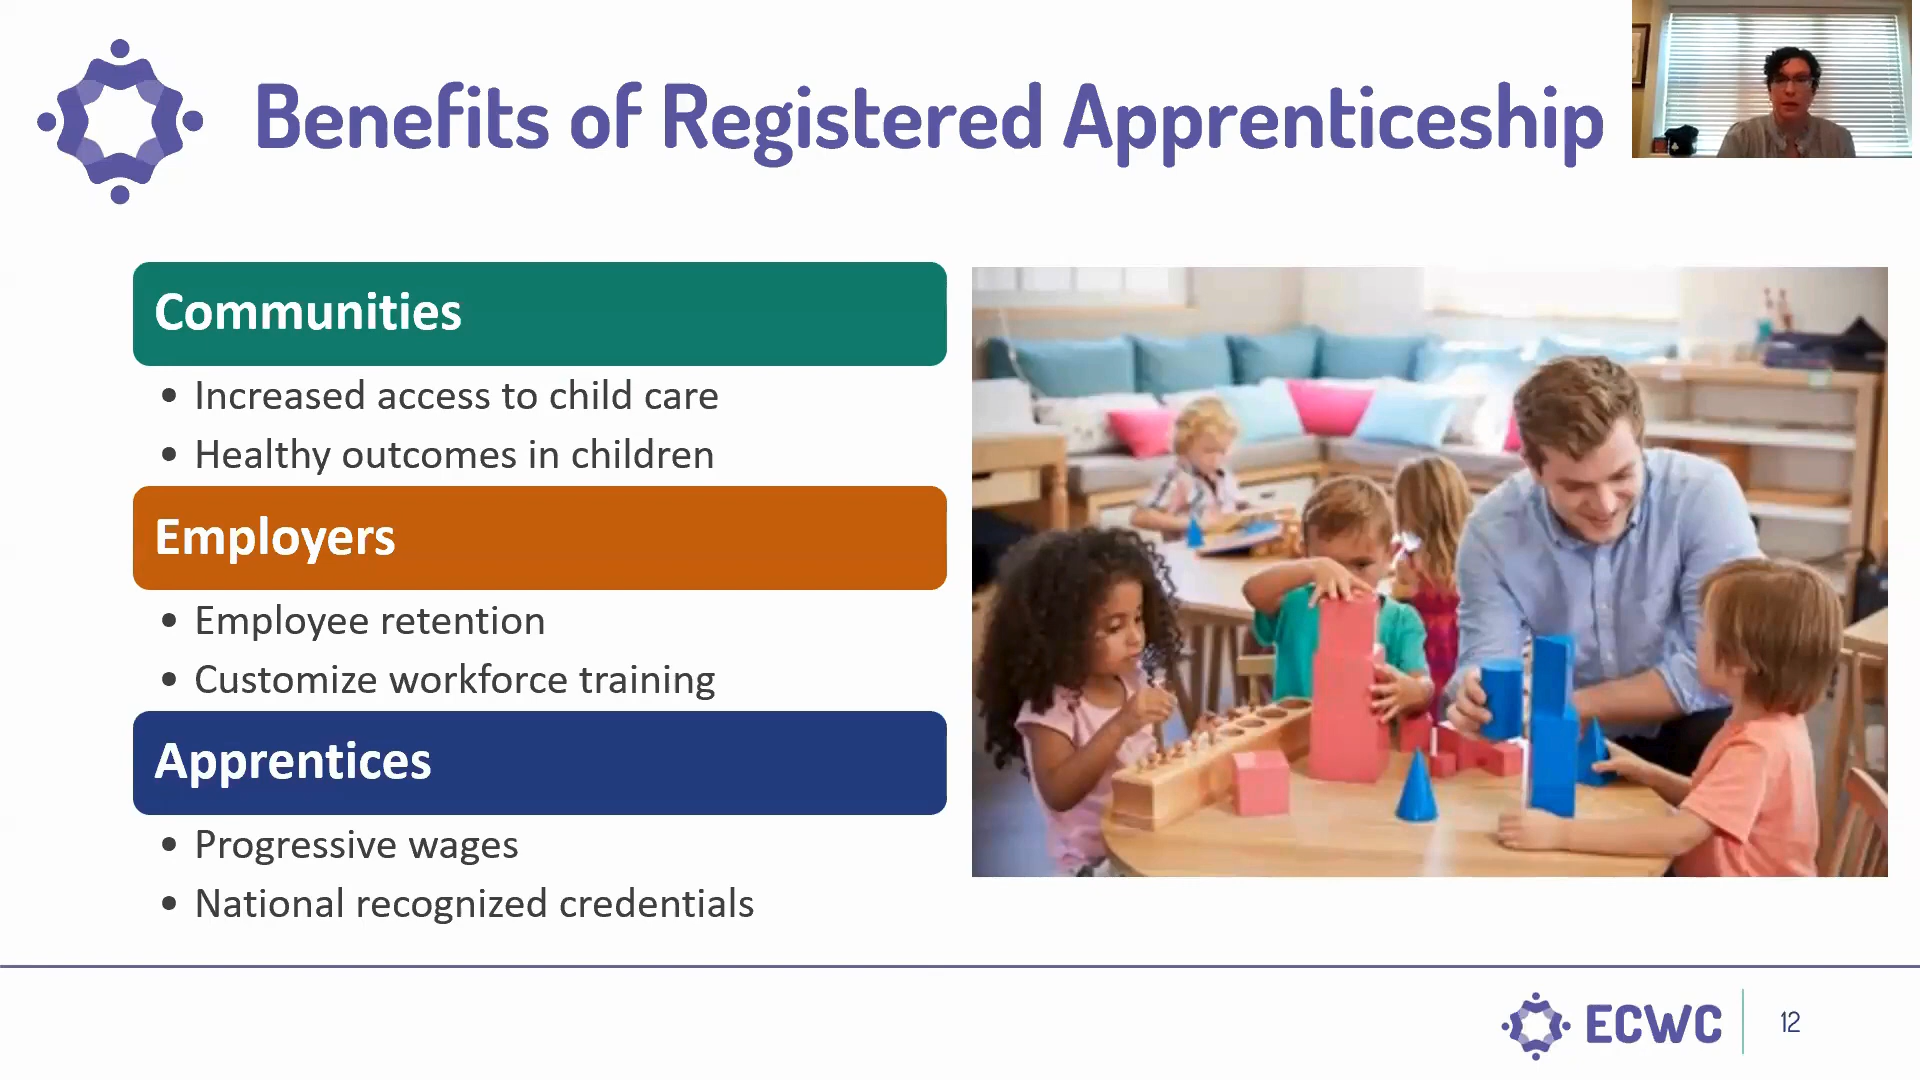 Benefits of Registered Apprenticeship
Communities
• Increased access to child care
• Healthy outcomes in children
Employers
• Employee retention
• Customize workforce training
Apprentices
• Progressive wages
• National recognized credentials
ECWC
12